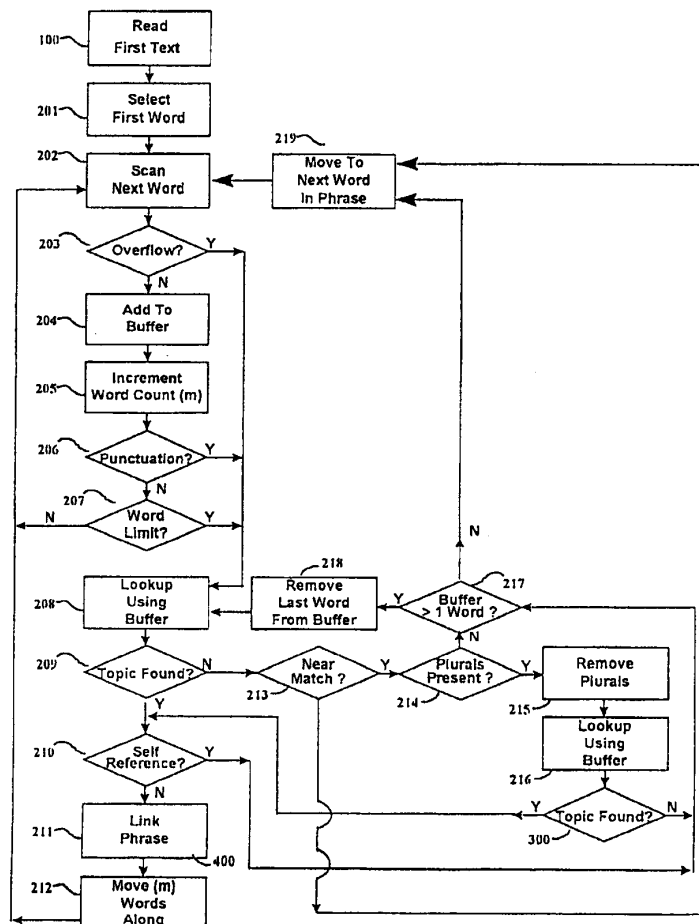 Read
First Text
100
Select
First Word
201
202
Scan
Next Word
219
Move To
Next Word
In Phrase
203
Overflow?
Y
N
Add To
Buffer
204
Increment
Word Count (m)
205
206
Punctuation?
Y
N
207
Word
Limit?
N
Y
N
Lookup
Using
Buffer
208
218
Remove
Last Word
From Buffer
Y
Buffer
> 1 Word ?
217
N
209
Topic Found?
N
Near
Match ?
213
Y
Plurals
Present ?
214
Y
Remove
Plurals
215
Y
Lookup
Using
Buffer
216
210
Self
Reference?
Y
N
Y
Topic Found?
N
300
Link
Phrase
211
400
212
Move (m)
Words
Along